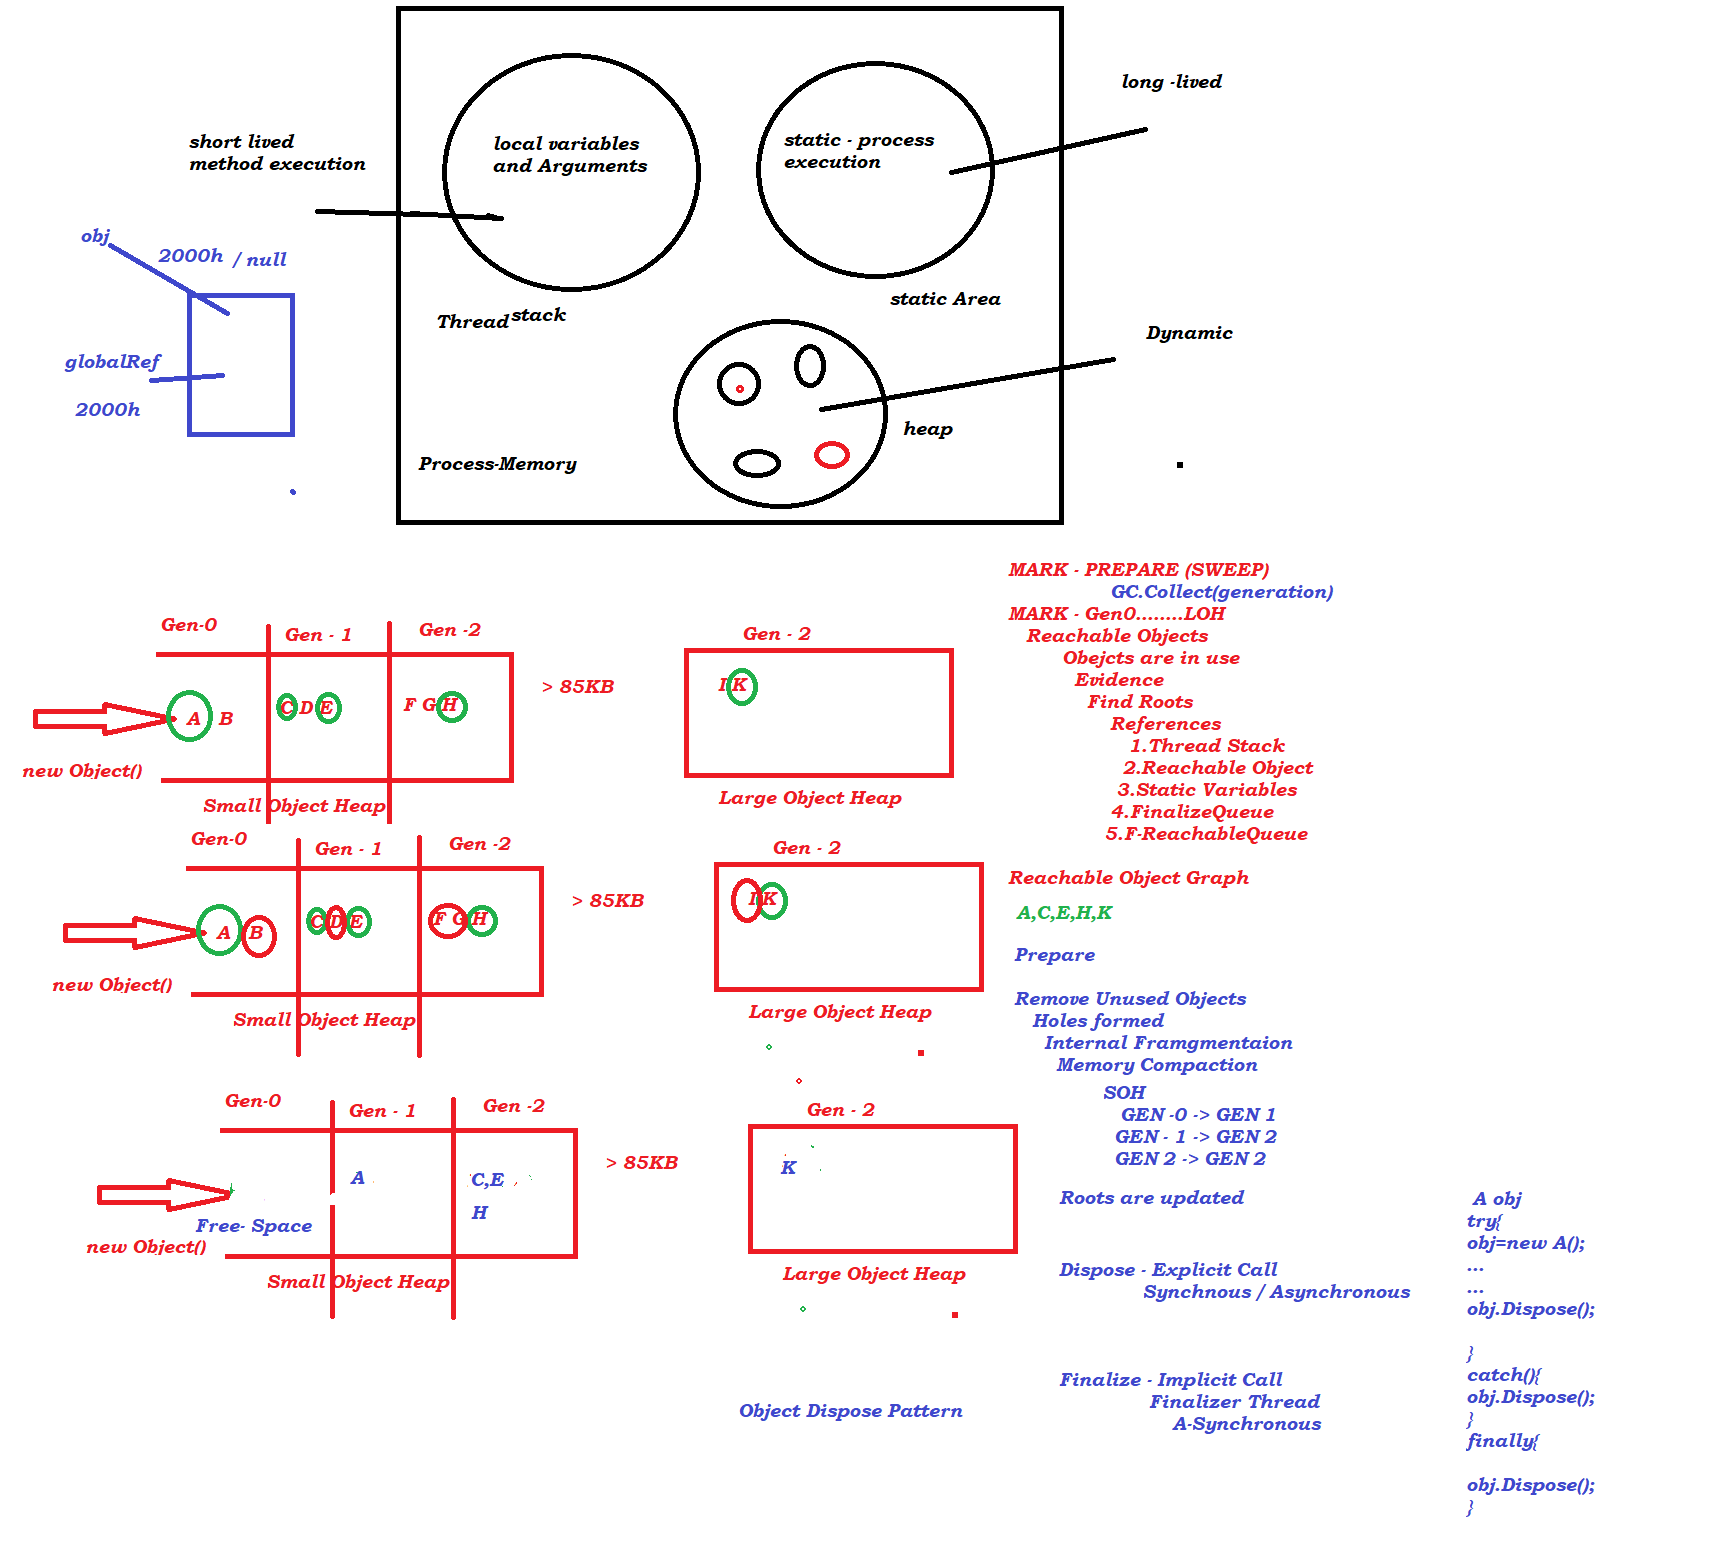 long -lived
short lived
method execution
local variables
and Arguments
static - process
execution
obj
2000h / null
static Area
Thread stack
Dynamic
globalRef
2000h
heap
Process-Memory
MARK - PREPARE (SWEEP)
GC.Collect(generation)
MARK - Gen0........LOH
Reachable Objects
Obejcts are in use
Evidence
Find Roots
References
1.Thread Stack
2.Reachable Object
3.Static Variables
4.FinalizeQueue
5.F-ReachableQueue
Gen-0
Gen - 1
Gen -2
Gen - 2
> 85KB
I K
A B
C D E
F G H
new Object()
Small Object Heap
Large Object Heap
Gen-0
Gen - 1
Gen -2
Gen - 2
> 85KB
I K
A B
C D E
F G H
new Object()
Small Object Heap
Large Object Heap
Reachable Object Graph
A,C,E,H,K
Prepare
Remove Unused Objects
Holes formed
Internal Framgmentaion
Memory Compaction
SOH
GEN -0 -> GEN 1
GEN - 1 -> GEN 2
GEN 2 -> GEN 2
Gen-0
Gen - 1
Gen -2
Gen - 2
> 85KB
A
C,E
H
K
Free- Space
new Object()
Small Object Heap
Large Object Heap
Roots are updated
Dispose - Explicit Call
Synchnous / Asynchronous
Finalize - Implicit Call
Finalizer Thread
A-Synchronous
Object Dispose Pattern
A obj
try{
obj=new A();
...
...
obj.Dispose();
}
catch(){
obj.Dispose();
}
finally{
obj.Dispose();
}